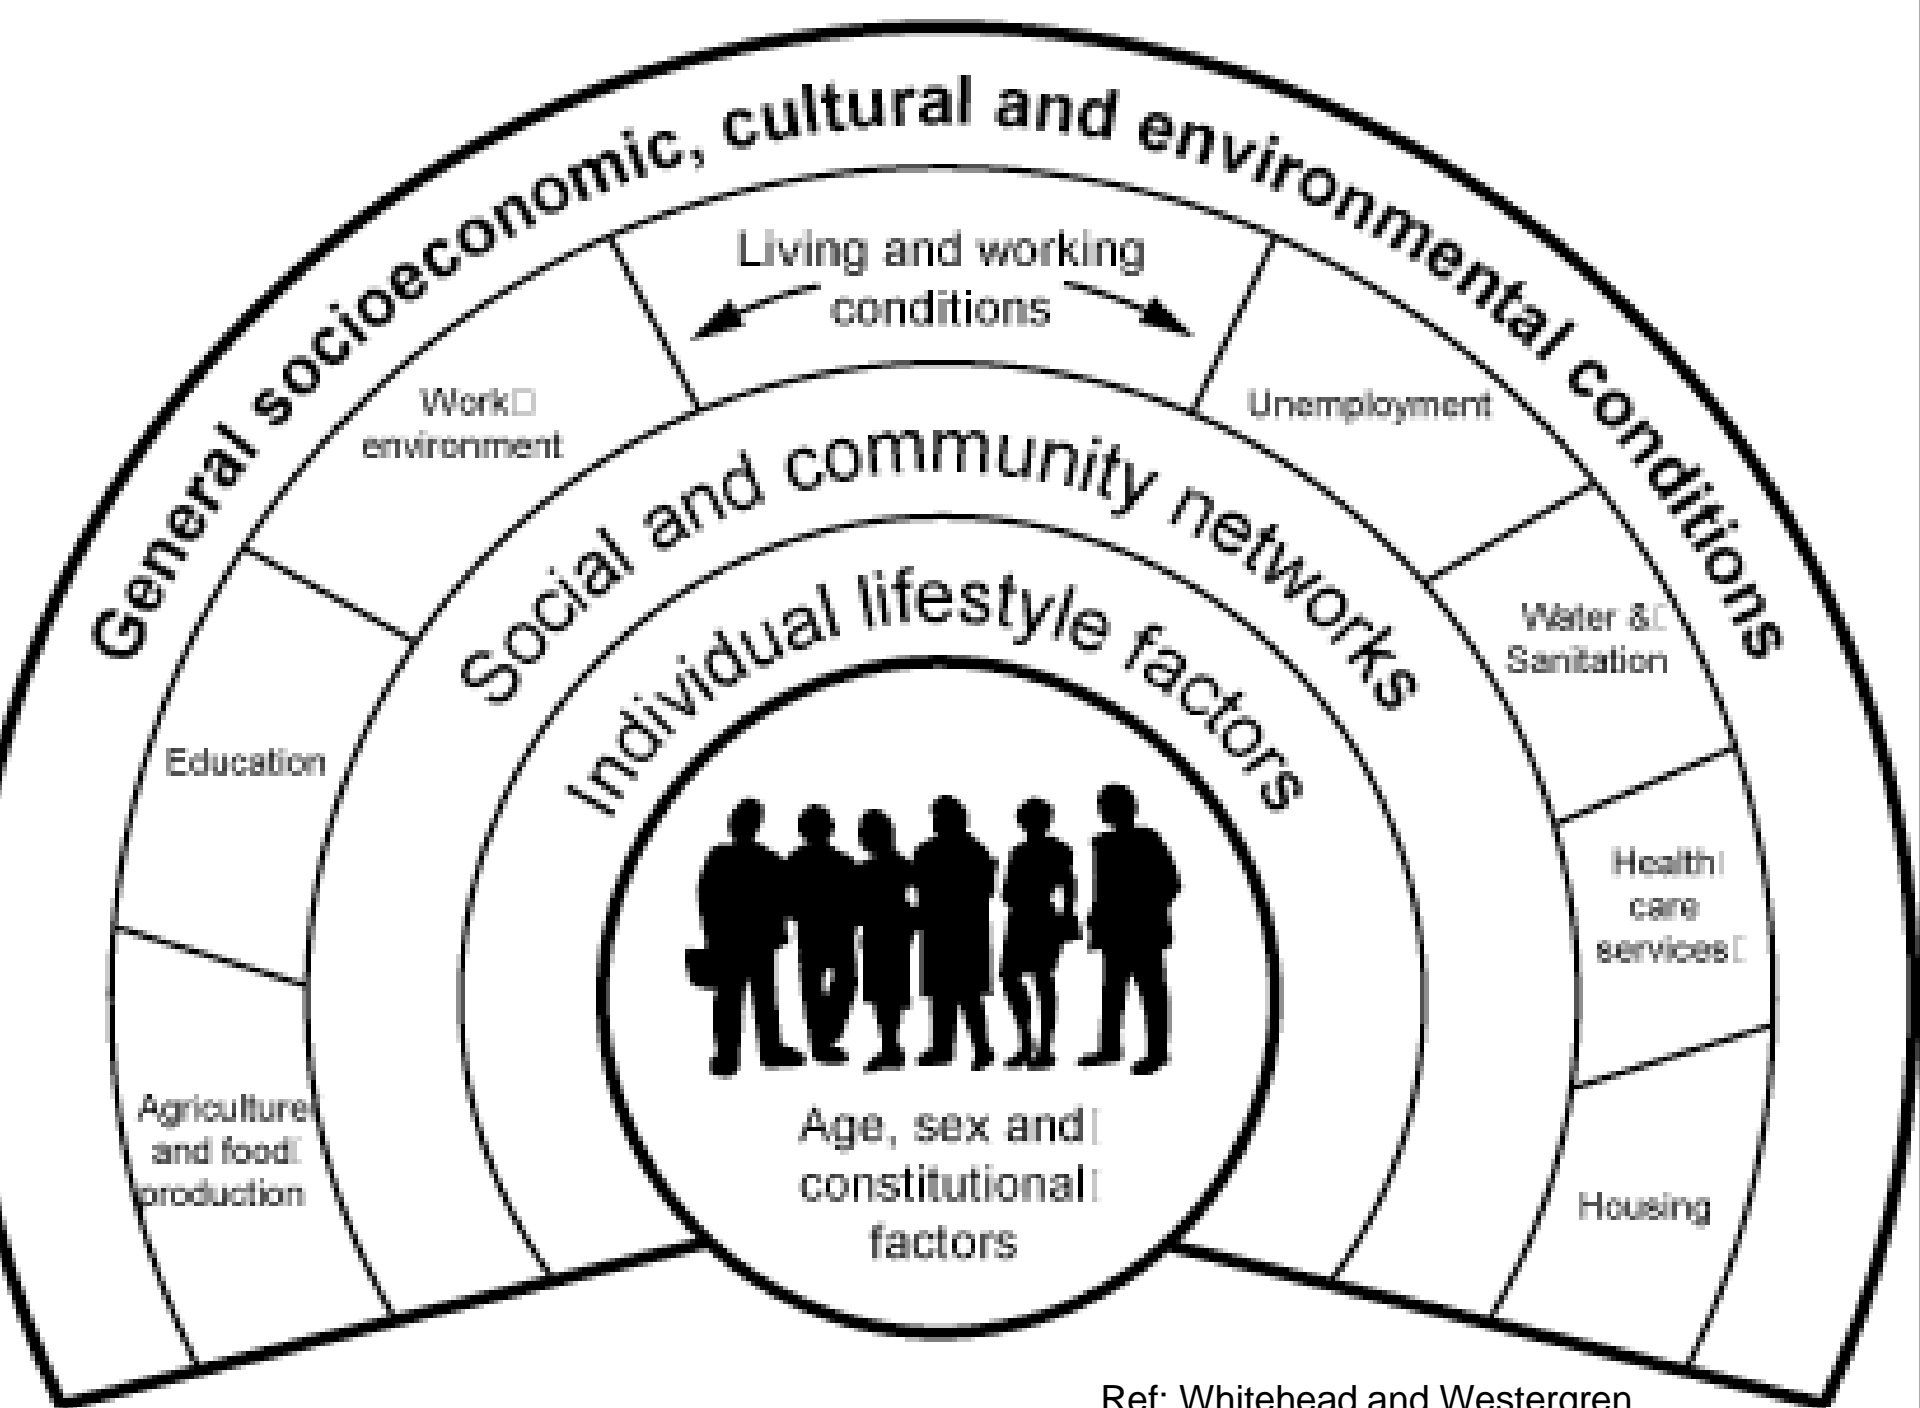 General socioeconomic, cultural and environmental conditions
Living and working
conditions
Work
environment
Unemployment
Education
Water &
Sanitation
Agriculture
and food
production
Health
care
services
Housing
Social and community networks
Individual lifestyle factors
Age, sex and
constitutional
factors
Ref: Whitehead and Westergren